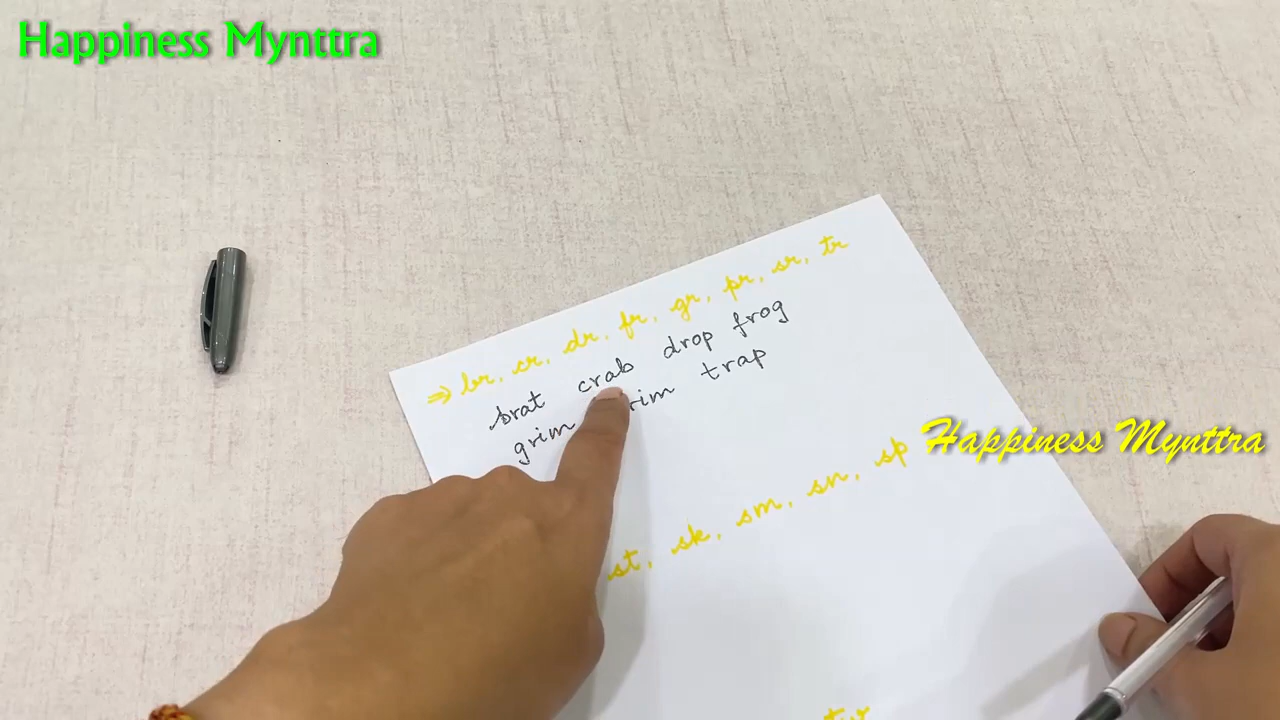 Happiness Mynttra
⇒ br, cr, dr, fr, gr, pr, sr, tr
brat crab drop frog
grim rim trap
Happiness Mynttra
st, sk, sm, sn, sp